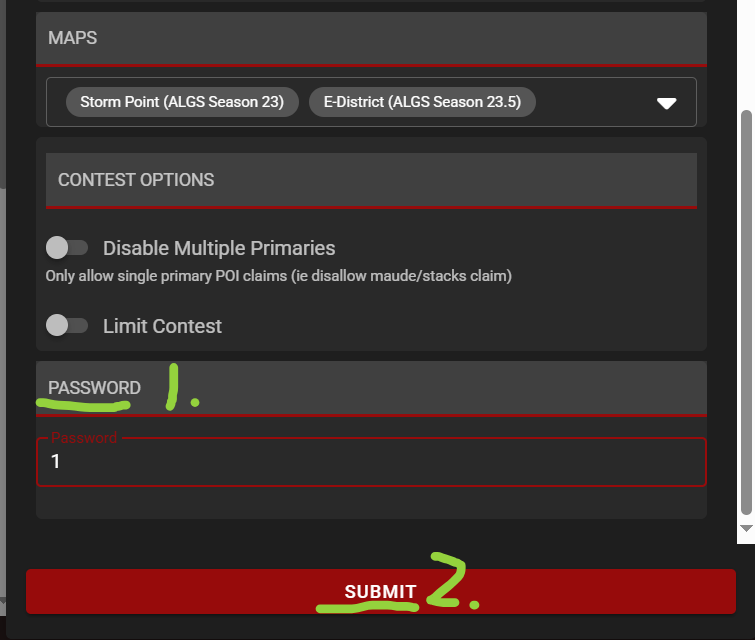 MAPS
Storm Point (ALGS Season 23) E-District (ALGS Season 23.5)
CONTEST OPTIONS
Disable Multiple Primaries
Only allow single primary POI claims (ie disallow maude/stacks claim)
Limit Contest
PASSWORD 1.
Password
1
SUBMIT 2.